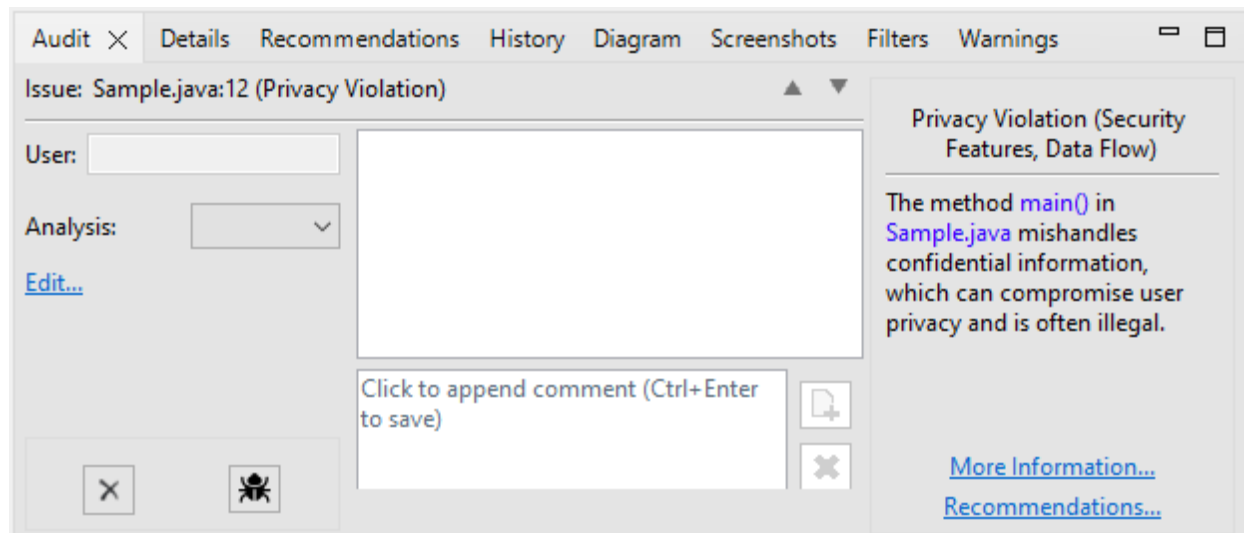 Audit Details Recommendations History Diagram Screenshots Filters Warnings
Issue: Sample.java:12 (Privacy Violation)
User:
Analysis:
Edit...
Click to append comment (Ctrl+Enter
to save)
Privacy Violation (Security
Features, Data Flow)
The method main() in
Sample.java mishandles
confidential information,
which can compromise user
privacy and is often illegal.
More Information...
Recommendations...